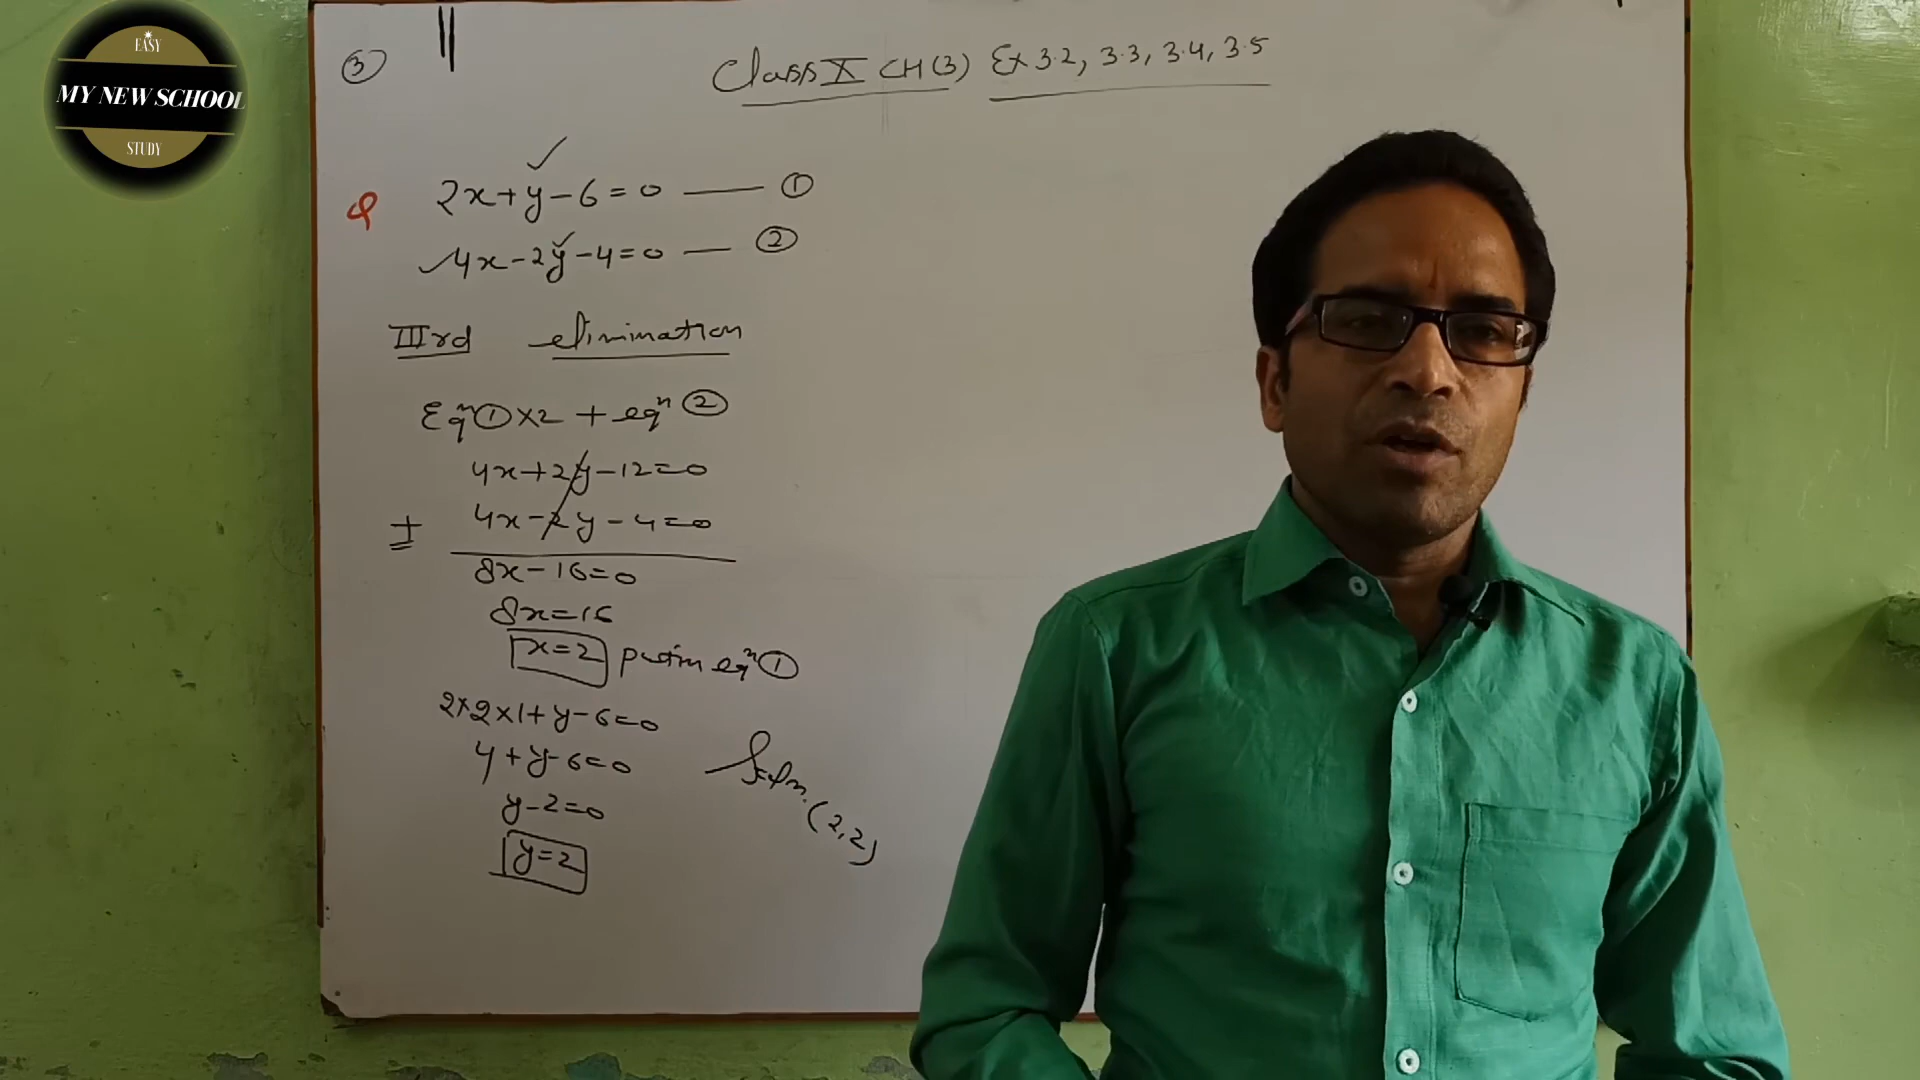 EASY
MY NEW SCHOOL
STUDY
③
Class X CH(3) Ex 3.2, 3.3, 3.4, 3.5
Q 2x+y-6=0 —— ①
4x-2y-4=0 — ②
IIIrd elimination
Eqⁿ①×2 + eqⁿ ②
4x+2y-12=0
+ 4x-2y-4=0
8x-16=0
8x=16
x=2 put in eqⁿ ①
2×2×1+y-6=0
4+y-6=0
y-2=0
y=2
Soln. (2,2)